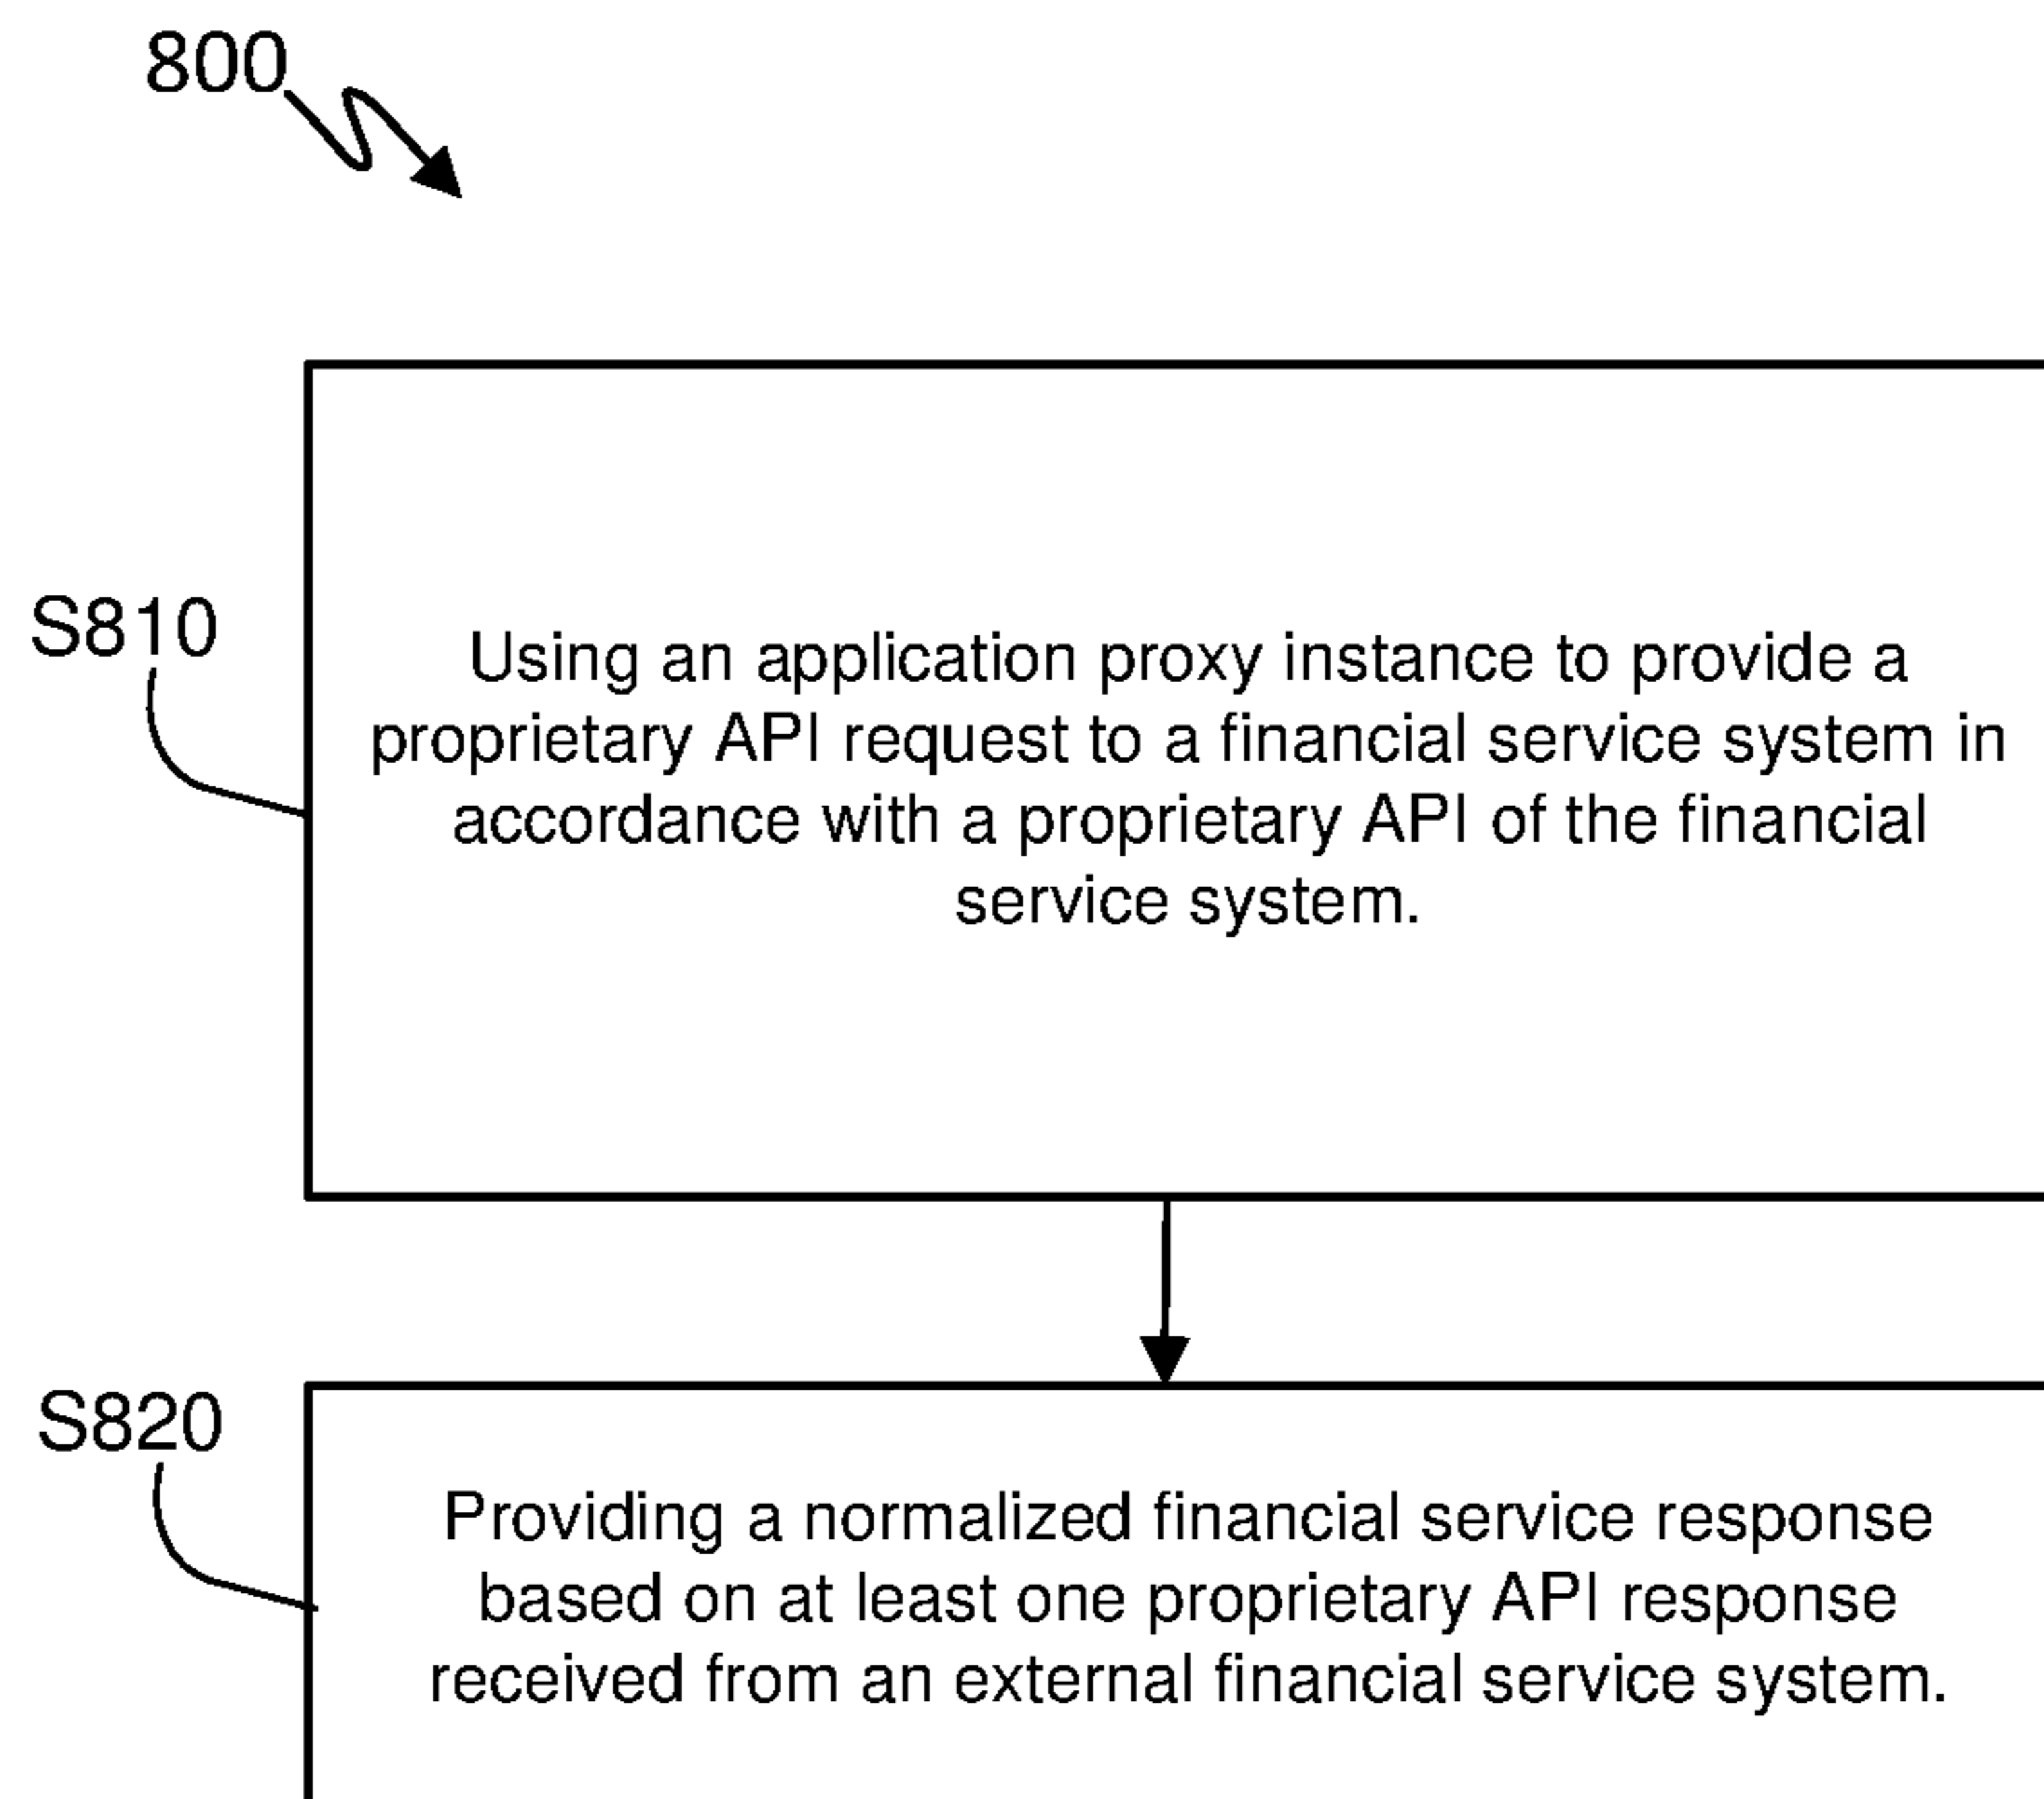 800
S810
Using an application proxy instance to provide a
proprietary API request to a financial service system in
accordance with a proprietary API of the financial
service system.
S820
Providing a normalized financial service response
based on at least one proprietary API response
received from an external financial service system.